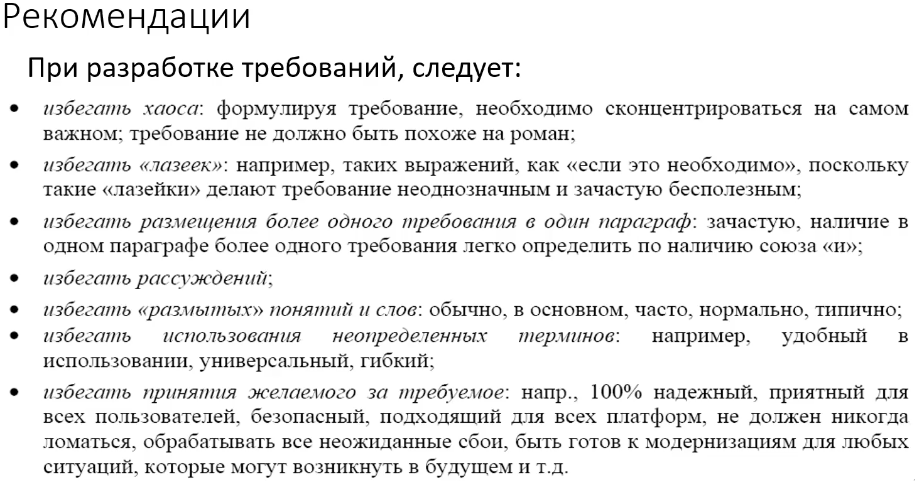 Рекомендации
При разработке требований, следует:
• избегать хаоса: формулируя требование, необходимо сконцентрироваться на самом
важном; требование не должно быть похоже на роман;
• избегать «лазеек»: например, таких выражений, как «если это необходимо», поскольку
такие «лазейки» делают требование неоднозначным и зачастую бесполезным;
• избегать размещения более одного требования в один параграф: зачастую, наличие в
одном параграфе более одного требования легко определить по наличию союза «и»;
• избегать рассуждений;
• избегать «размытых» понятий и слов: обычно, в основном, часто, нормально, типично;
• избегать использования неопределенных терминов: например, удобный в
использовании, универсальный, гибкий;
• избегать принятия желаемого за требуемое: напр., 100% надежный, приятный для
всех пользователей, безопасный, подходящий для всех платформ, не должен никогда
ломаться, обрабатывать все неожиданные сбои, быть готов к модернизациям для любых
ситуаций, которые могут возникнуть в будущем и т.д.